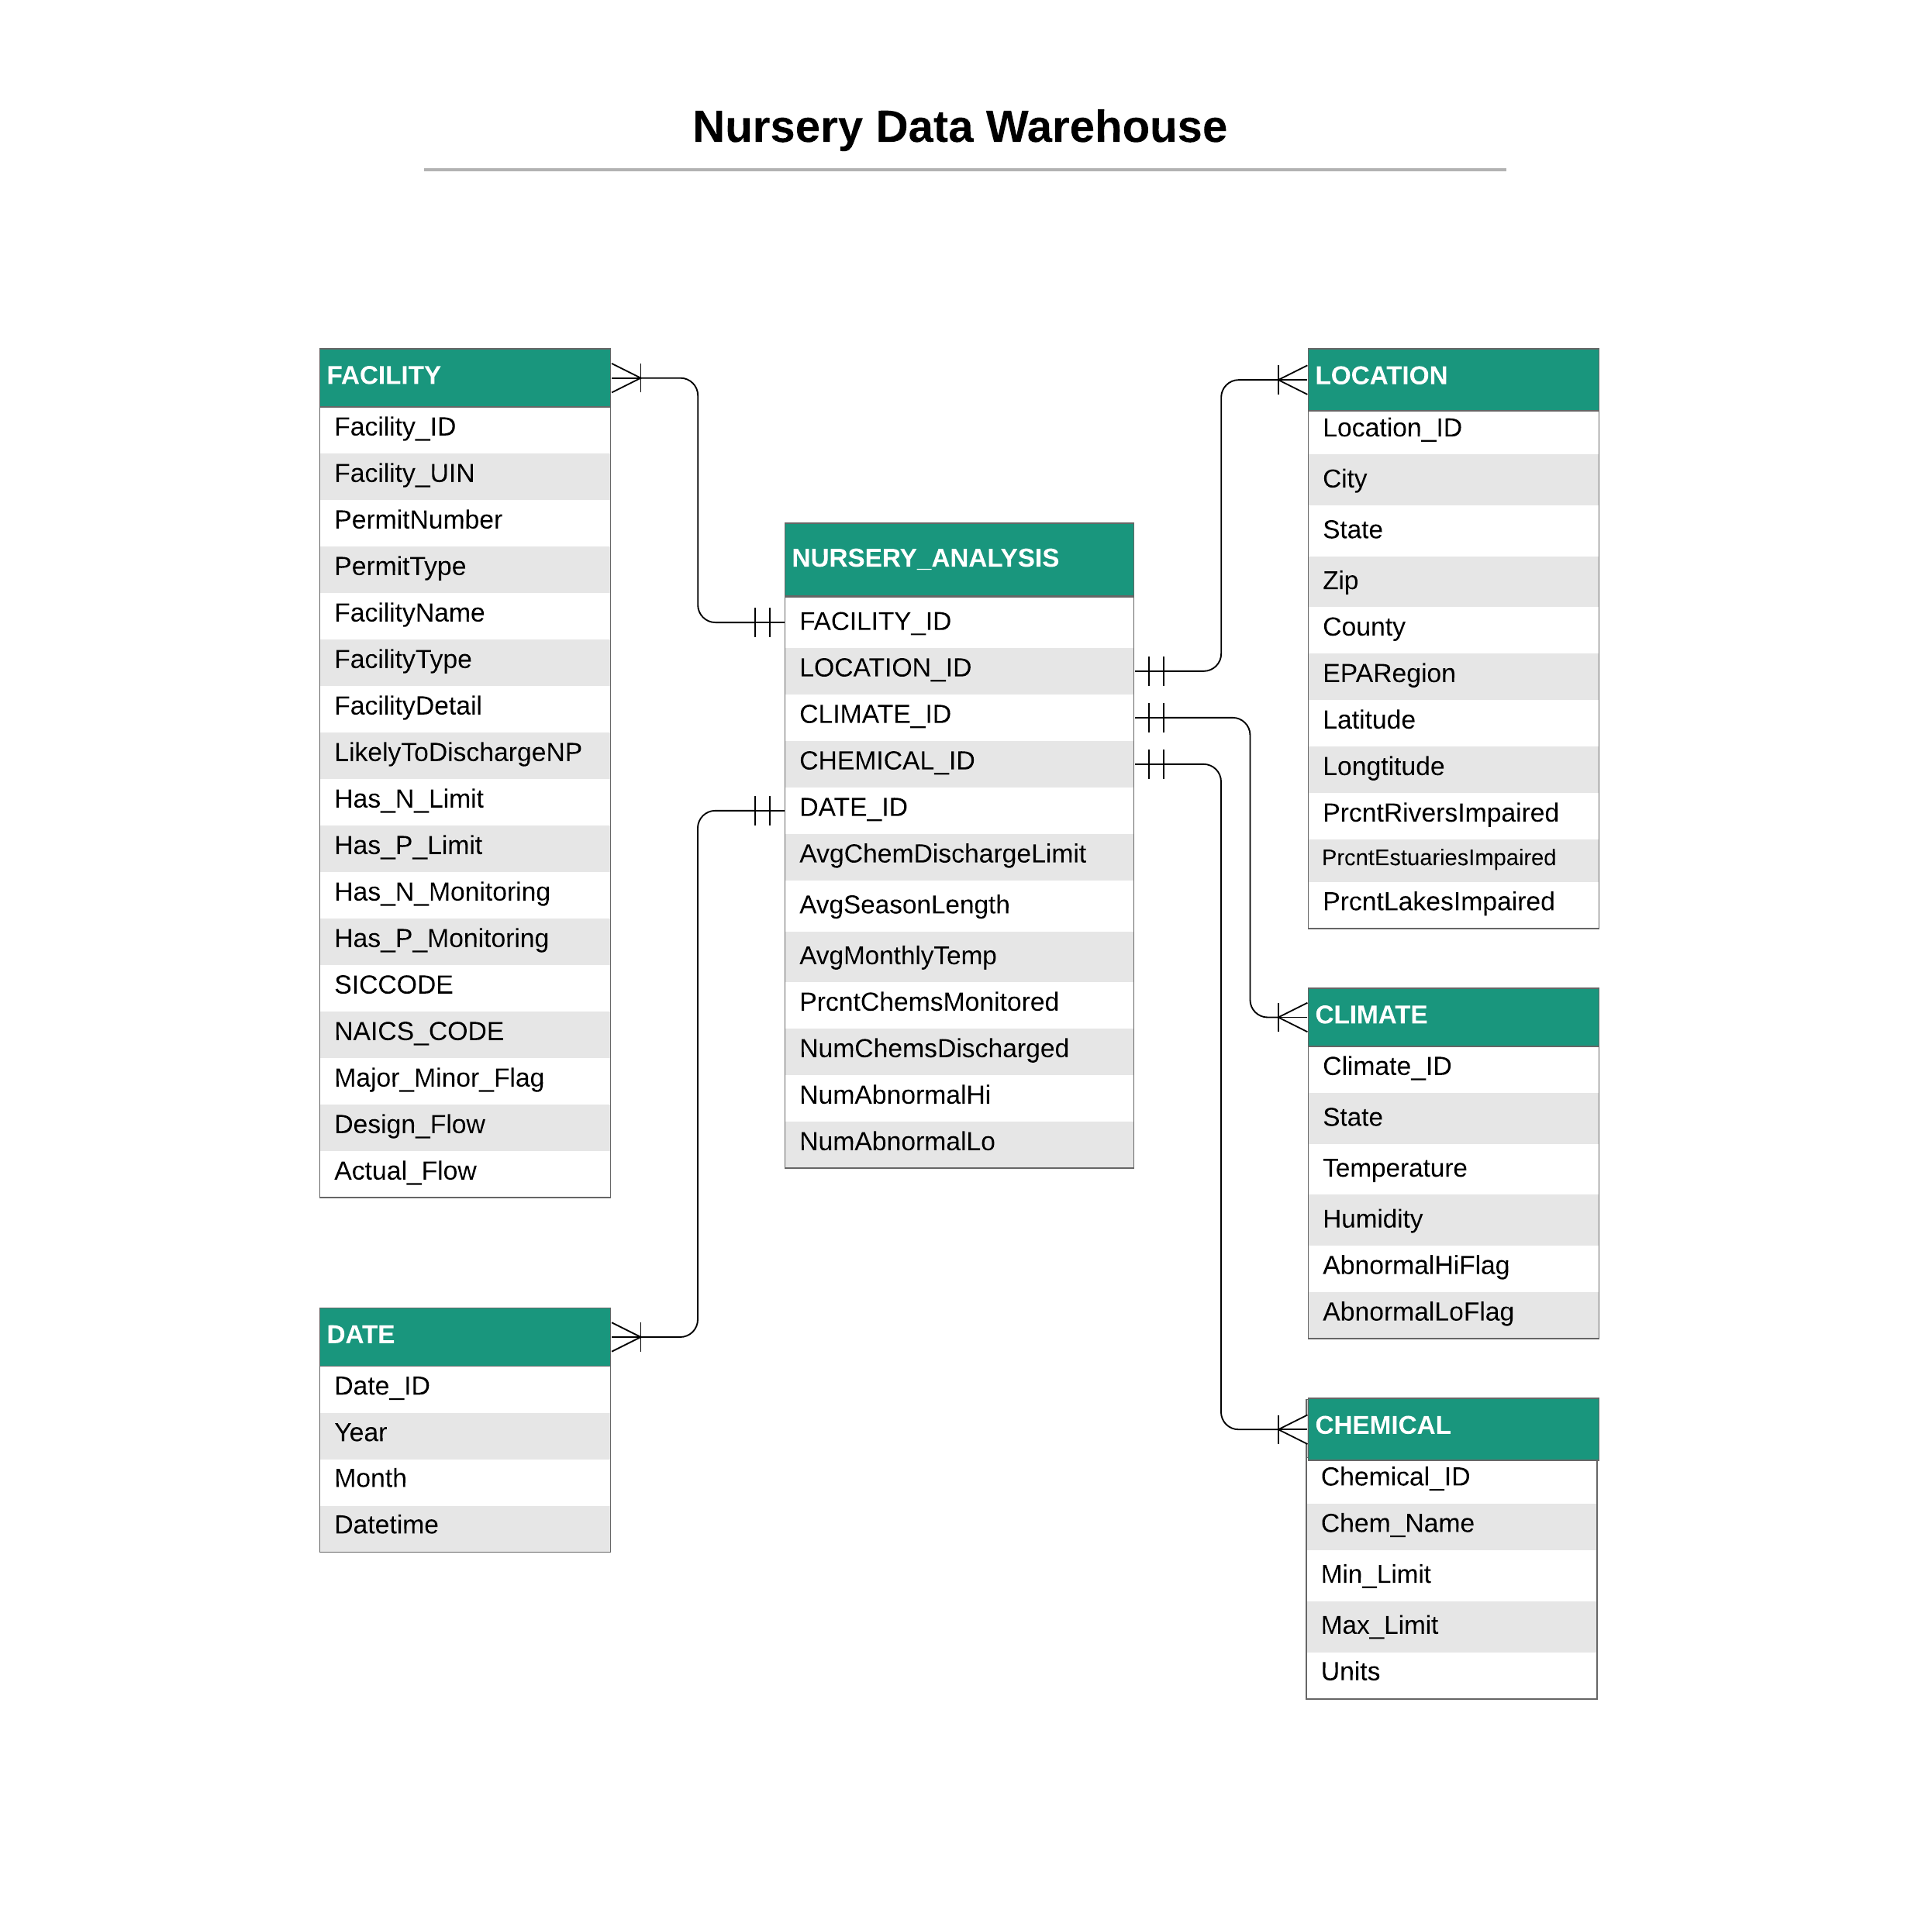 Nursery Data Warehouse
FACILITY
Facility_ID
Facility_UIN
PermitNumber
PermitType
FacilityName
FacilityType
FacilityDetail
LikelyToDischargeNP
Has_N_Limit
Has_P_Limit
Has_N_Monitoring
Has_P_Monitoring
SICCODE
NAICS_CODE
Major_Minor_Flag
Design_Flow
Actual_Flow
DATE
Date_ID
Year
Month
Datetime
NURSERY_ANALYSIS
FACILITY_ID
LOCATION_ID
CLIMATE_ID
CHEMICAL_ID
DATE_ID
AvgChemDischargeLimit
AvgSeasonLength
AvgMonthlyTemp
PrcntChemsMonitored
NumChemsDischarged
NumAbnormalHi
NumAbnormalLo
LOCATION
Location_ID
City
State
Zip
County
EPARegion
Latitude
Longtitude
PrcntRiversImpaired
PrcntEstuariesImpaired
PrcntLakesImpaired
CLIMATE
Climate_ID
State
Temperature
Humidity
AbnormalHiFlag
AbnormalLoFlag
CHEMICAL
Chemical_ID
Chem_Name
Min_Limit
Max_Limit
Units